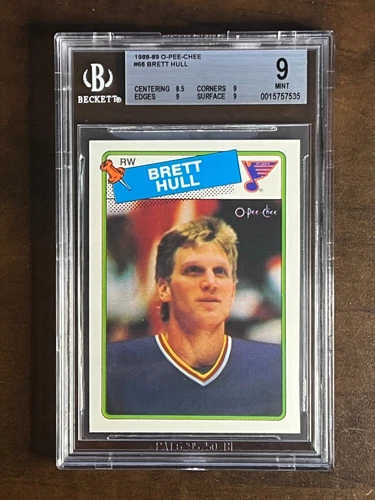 1988-89 O-PEE-CHEE
#66 BRETT HULL
BECKETT
CENTERING 8.5 CORNERS 9
EDGES 9 SURFACE 9
9
MINT
0015757535
RW
BRETT
HULL
O-Pee-Chee